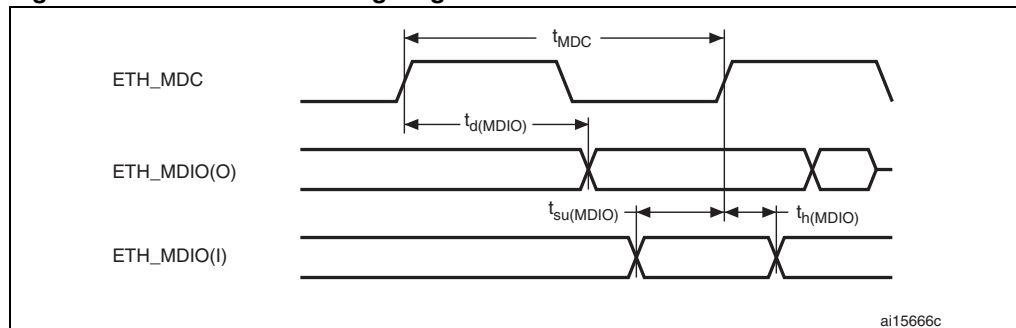 tMDC
ETH_MDC
td(MDIO)
ETH_MDIO(O)
tsu(MDIO)
th(MDIO)
ETH_MDIO(I)
ai15666c